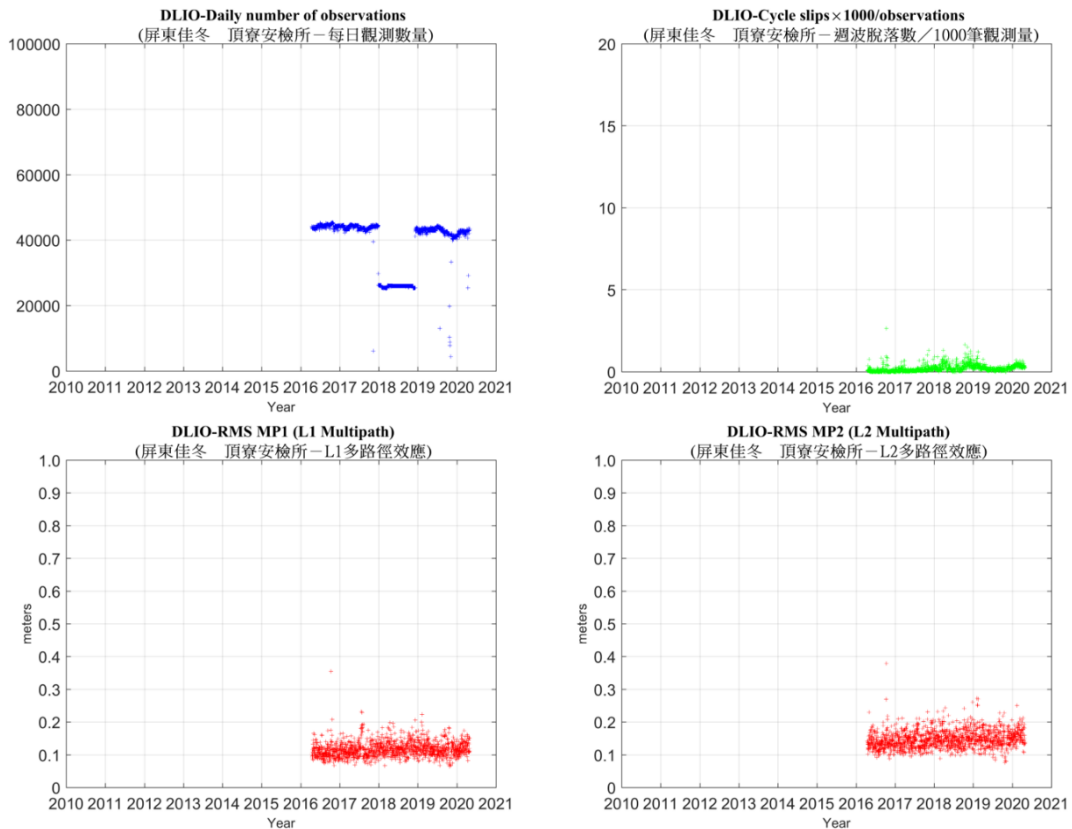 DLIO-Daily number of observations
(屏東佳冬　頂寮安檢所－每日觀測數量)
100000
80000
60000
40000
20000
0
2010 2011 2012 2013 2014 2015 2016 2017 2018 2019 2020 2021
Year
DLIO-Cycle slips×1000/observations
(屏東佳冬　頂寮安檢所－週波脫落數／1000筆觀測量)
20
15
10
5
0
2010 2011 2012 2013 2014 2015 2016 2017 2018 2019 2020 2021
Year
DLIO-RMS MP1 (L1 Multipath)
(屏東佳冬　頂寮安檢所－L1多路徑效應)
1.0
0.9
0.8
0.7
0.6
0.5
0.4
0.3
0.2
0.1
0
meters
2010 2011 2012 2013 2014 2015 2016 2017 2018 2019 2020 2021
Year
DLIO-RMS MP2 (L2 Multipath)
(屏東佳冬　頂寮安檢所－L2多路徑效應)
1.0
0.9
0.8
0.7
0.6
0.5
0.4
0.3
0.2
0.1
0
meters
2010 2011 2012 2013 2014 2015 2016 2017 2018 2019 2020 2021
Year